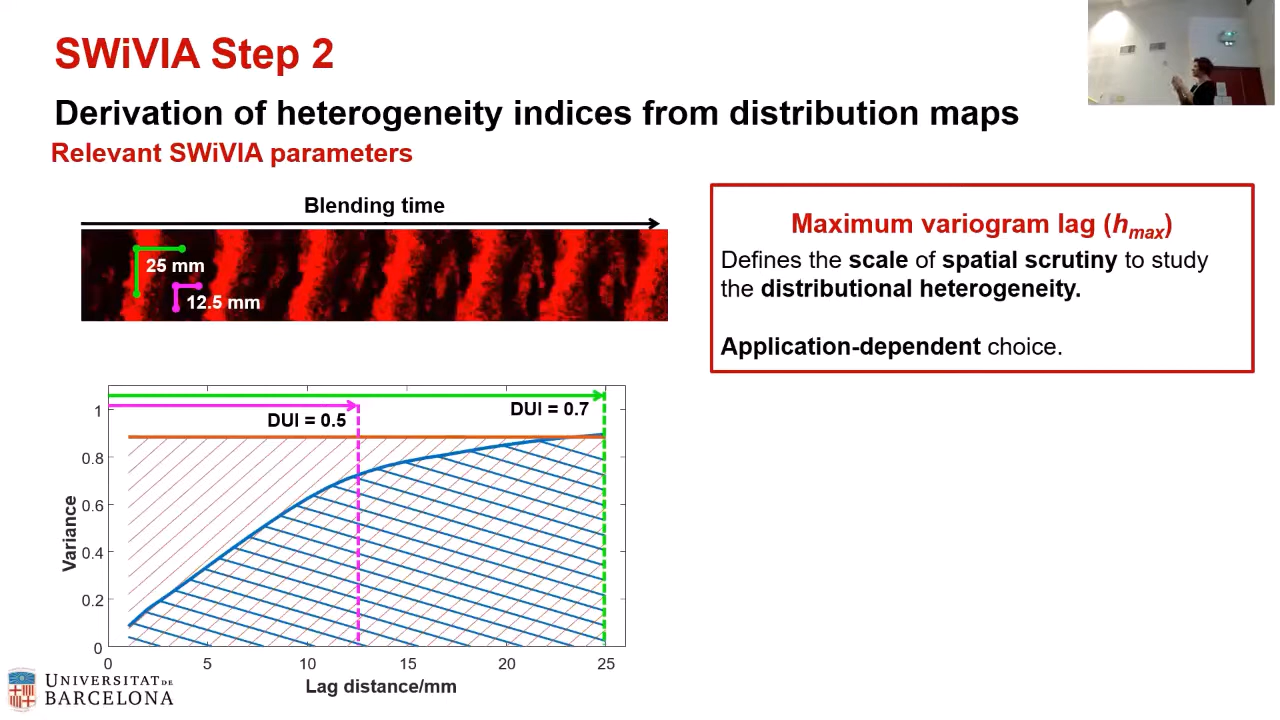 SWiVIA Step 2
Derivation of heterogeneity indices from distribution maps
Relevant SWiVIA parameters
Blending time
25 mm
12.5 mm
Maximum variogram lag (hmax)
Defines the scale of spatial scrutiny to study
the distributional heterogeneity.
Application-dependent choice.
DUI = 0.5
DUI = 0.7
Variance
1
0.8
0.6
0.4
0.2
0
0
5
10
15
20
25
Lag distance/mm
UNIVERSITAT DE
BARCELONA